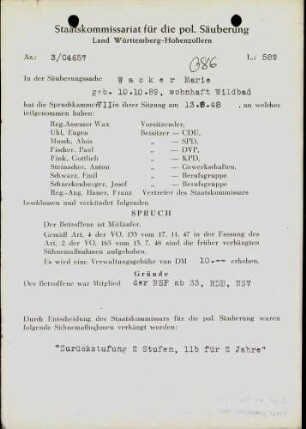 Staatskommissariat für die pol. Säuberung
Land Württemberg-Hohenzollern
Az.: 3/04657
L.: 589
086
In der Säuberungssache Wacker Marie
geb. 10.10.89, wohnhaft Wildbad
hat die Spruchkammer VII in ihrer Sitzung am 13.8.48, an welcher
teilgenommen haben:
Reg.Assessor Wax Vorsitzender,
Uhl, Eugen Beisitzer — CDU,
Musch, Alois " — SPD,
Fischer, Paul " — DVP,
Fink, Gottlieb " — KPD,
Steinacher, Anton " — Gewerkschaften,
Schwarz, Emil " — Berufsgruppe
Schneckenburger, Josef " — Berufsgruppe
Reg.-Ang. Hauer, Franz Vertreter des Staatskommissars
beschlossen und verkündet folgenden
SPRUCH
Der Betroffene ist Mitläufer.
Gemäß Art. 4 der VO. 133 vom 17. 11. 47 in der Fassung des
Art. 2 der VO. 165 vom 13. 7. 48 sind die früher verhängten
Sühnemaßnahmen aufgehoben.
Es wird eine Verwaltungsgebühr von DM 10.-- erhoben.
Gründe
Der Betroffene war Mitglied der NSF ab 33, RDB, NSV
Durch Entscheidung des Staatskommissars für die pol. Säuberung waren
folgende Sühnemaßnahmen verhängt worden:
"Zurückstufung 2 Stufen, 11b für 2 Jahre"